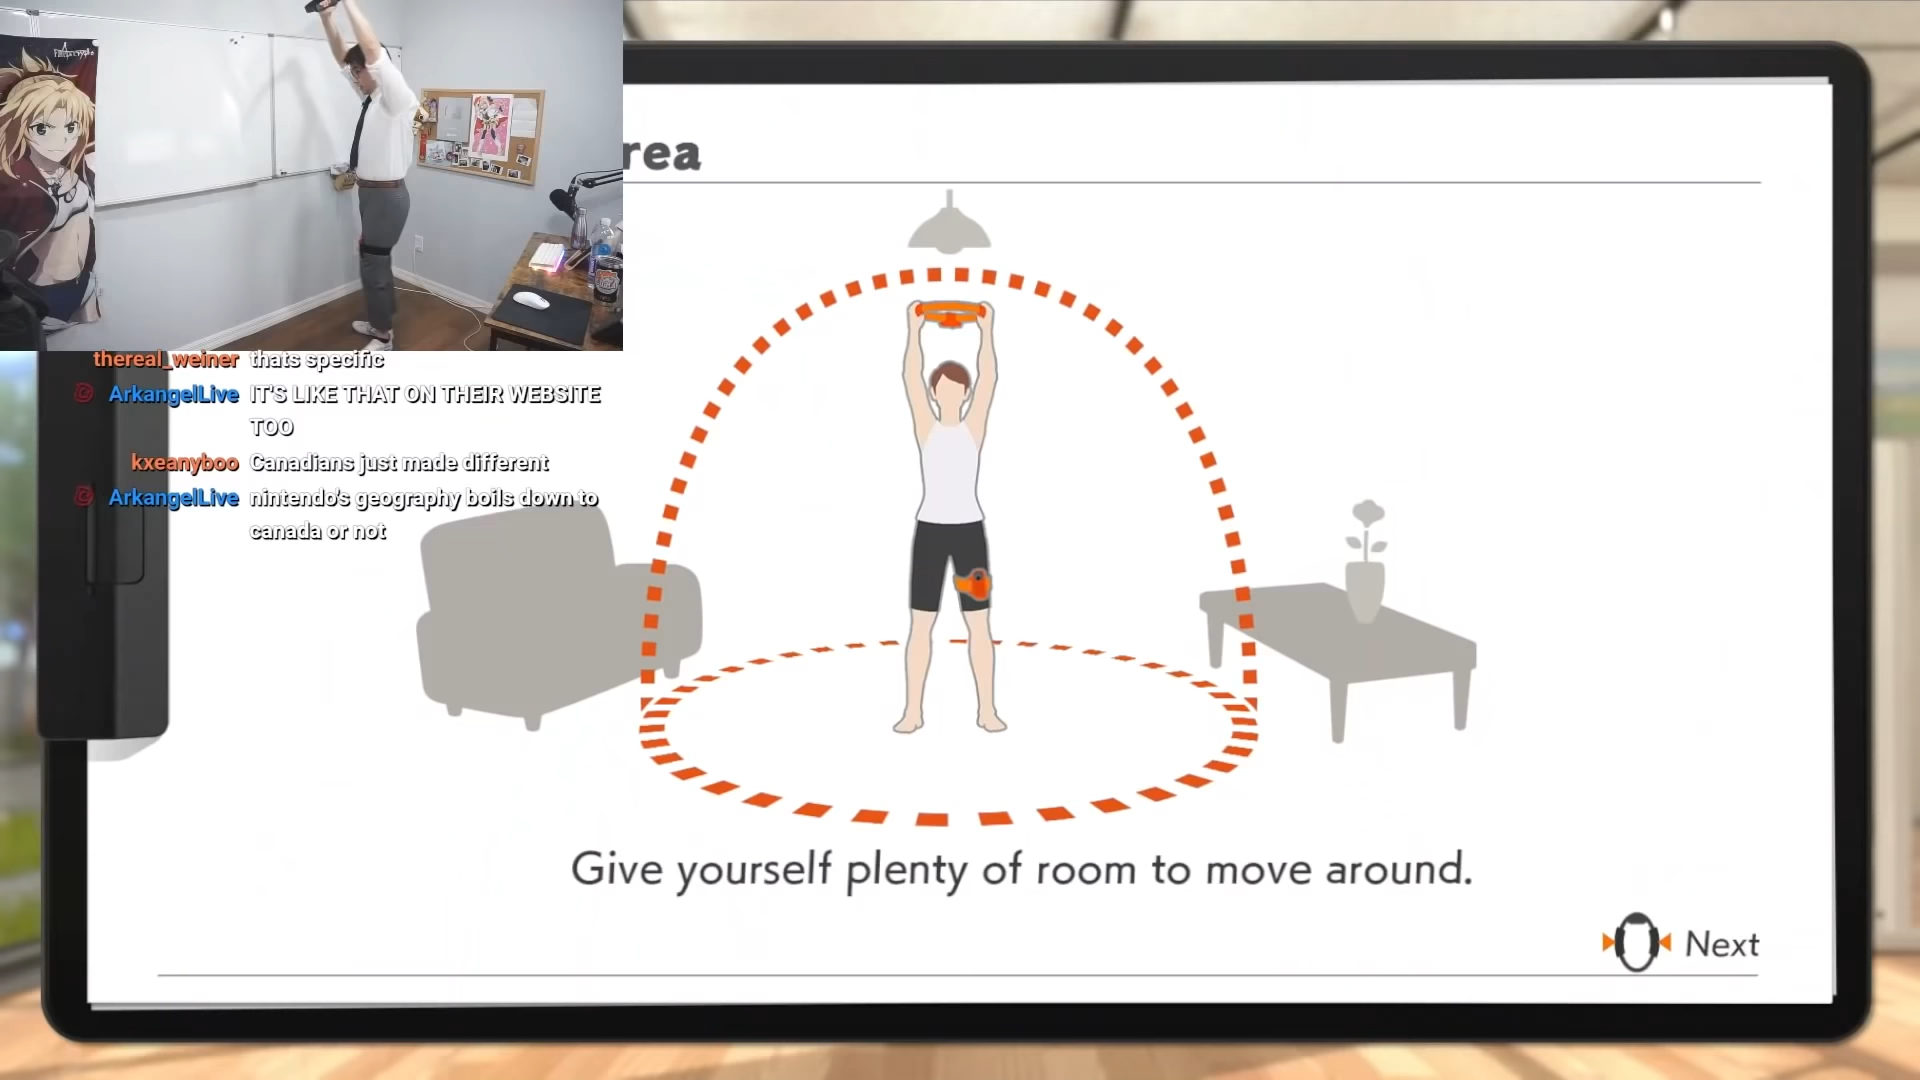 rea
thereal_weiner thats specific
ArkangelLive IT'S LIKE THAT ON THEIR WEBSITE
TOO
kxeanyboo Canadians just made different
ArkangelLive nintendo's geography boils down to
canada or not
Give yourself plenty of room to move around.
Next